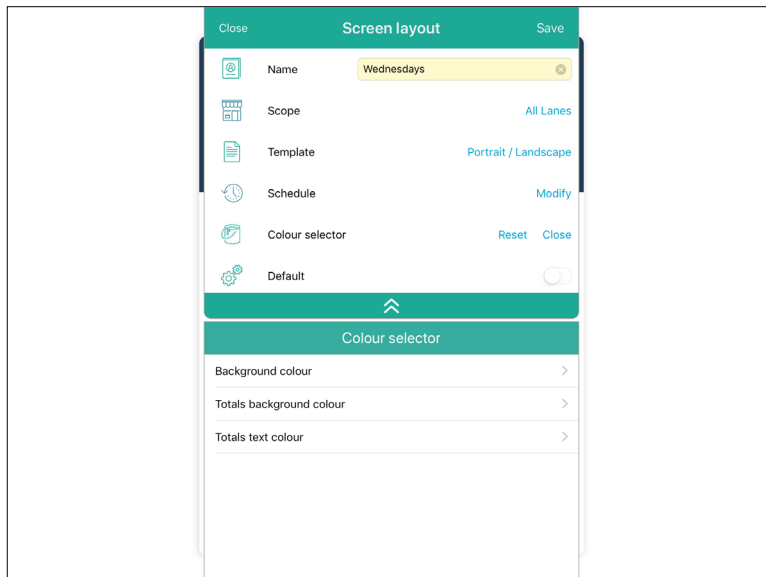 Close Screen layout Save
Name Wednesdays
Scope All Lanes
Template Portrait / Landscape
Schedule Modify
Colour selector Reset Close
Default
Colour selector
Background colour
Totals background colour
Totals text colour